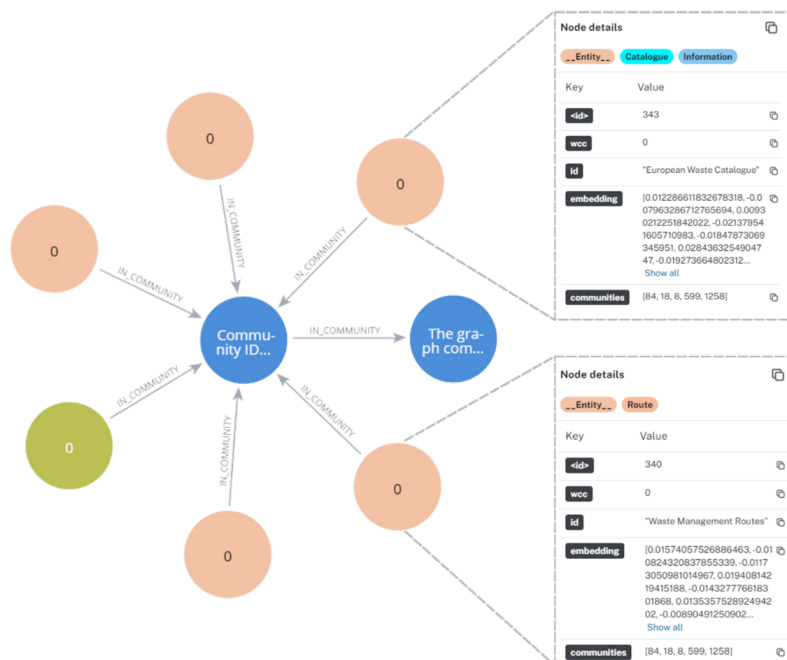 0
0
0
0
0
0
IN_COMMUNITY
IN_COMMUNITY
IN_COMMUNITY
IN_COMMUNITY
IN_COMMUNITY
IN_COMMUNITY
IN_COMMUNITY
Commu-
nity ID...
The gra-
ph com...
Node details
__Entity__ Catalogue Information
Key Value
<id> 343
wcc 0
id "European Waste Catalogue"
embedding [0.012286611832678318, -0.0
07963286712765694, 0.0093
0212251842022, -0.02137954
1605710983, -0.01847873069
345951, 0.02843632549047
47, -0.019273664802312...
Show all
communities [84, 18, 8, 599, 1258]
Node details
__Entity__ Route
Key Value
<id> 340
wcc 0
id "Waste Management Routes"
embedding [0.01574057526886463, -0.01
0824320837855339, -0.0117
3050981014967, 0.019408142
19415188, -0.0143277766183
01868, 0.0135357528924942
02, -0.00890491250902...
Show all
communities [84, 18, 8, 599, 1258]